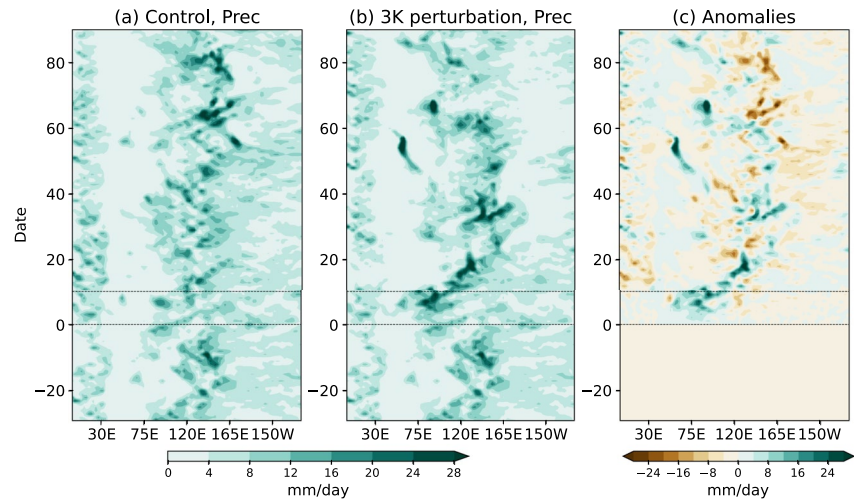 (a) Control, Prec
(b) 3K perturbation, Prec
(c) Anomalies
Date
80
60
40
20
0
−20
80
60
40
20
0
−20
80
60
40
20
0
−20
30E 75E 120E 165E 150W
30E 75E 120E 165E 150W
30E 75E 120E 165E 150W
0 4 8 12 16 20 24 28
mm/day
−24 −16 −8 0 8 16 24
mm/day